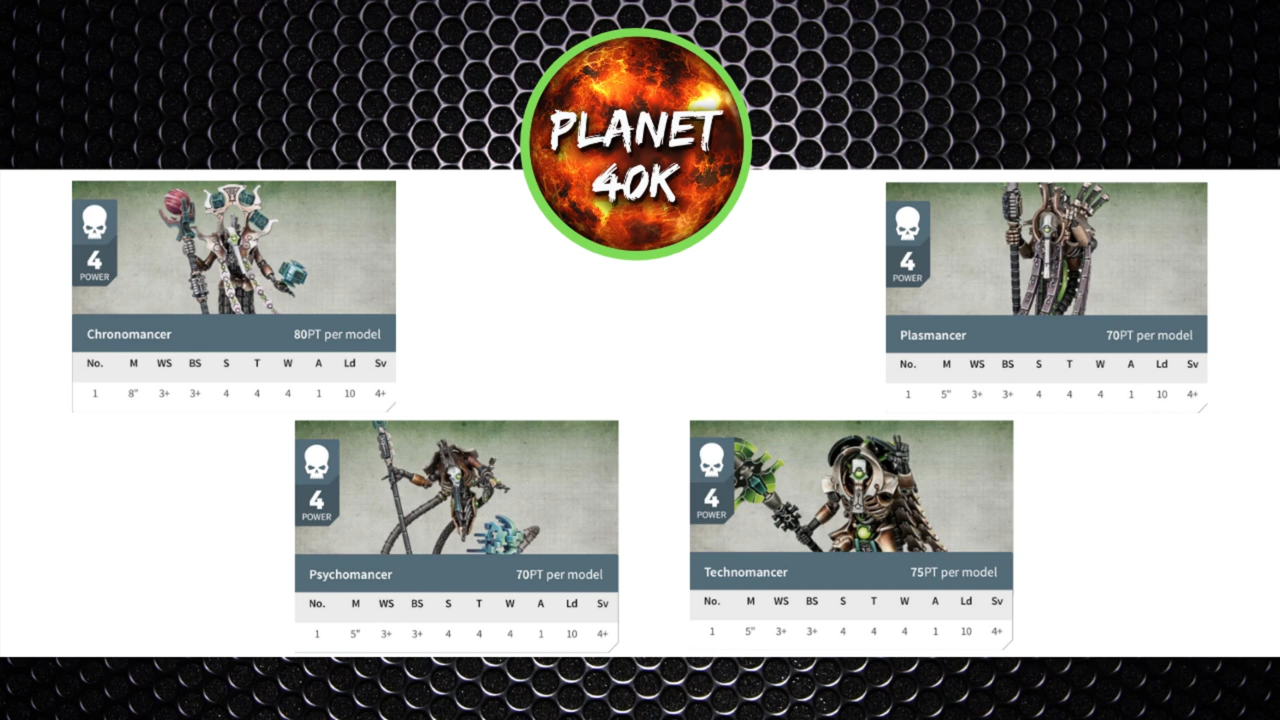 PLANET
40K
4
POWER
Chronomancer 80PT per model
No. M WS BS S T W A Ld Sv
1 8" 3+ 3+ 4 4 4 1 10 4+
4
POWER
Plasmancer 70PT per model
No. M WS BS S T W A Ld Sv
1 5" 3+ 3+ 4 4 4 1 10 4+
4
POWER
Psychomancer 70PT per model
No. M WS BS S T W A Ld Sv
1 5" 3+ 3+ 4 4 4 1 10 4+
4
POWER
Technomancer 75PT per model
No. M WS BS S T W A Ld Sv
1 5" 3+ 3+ 4 4 4 1 10 4+